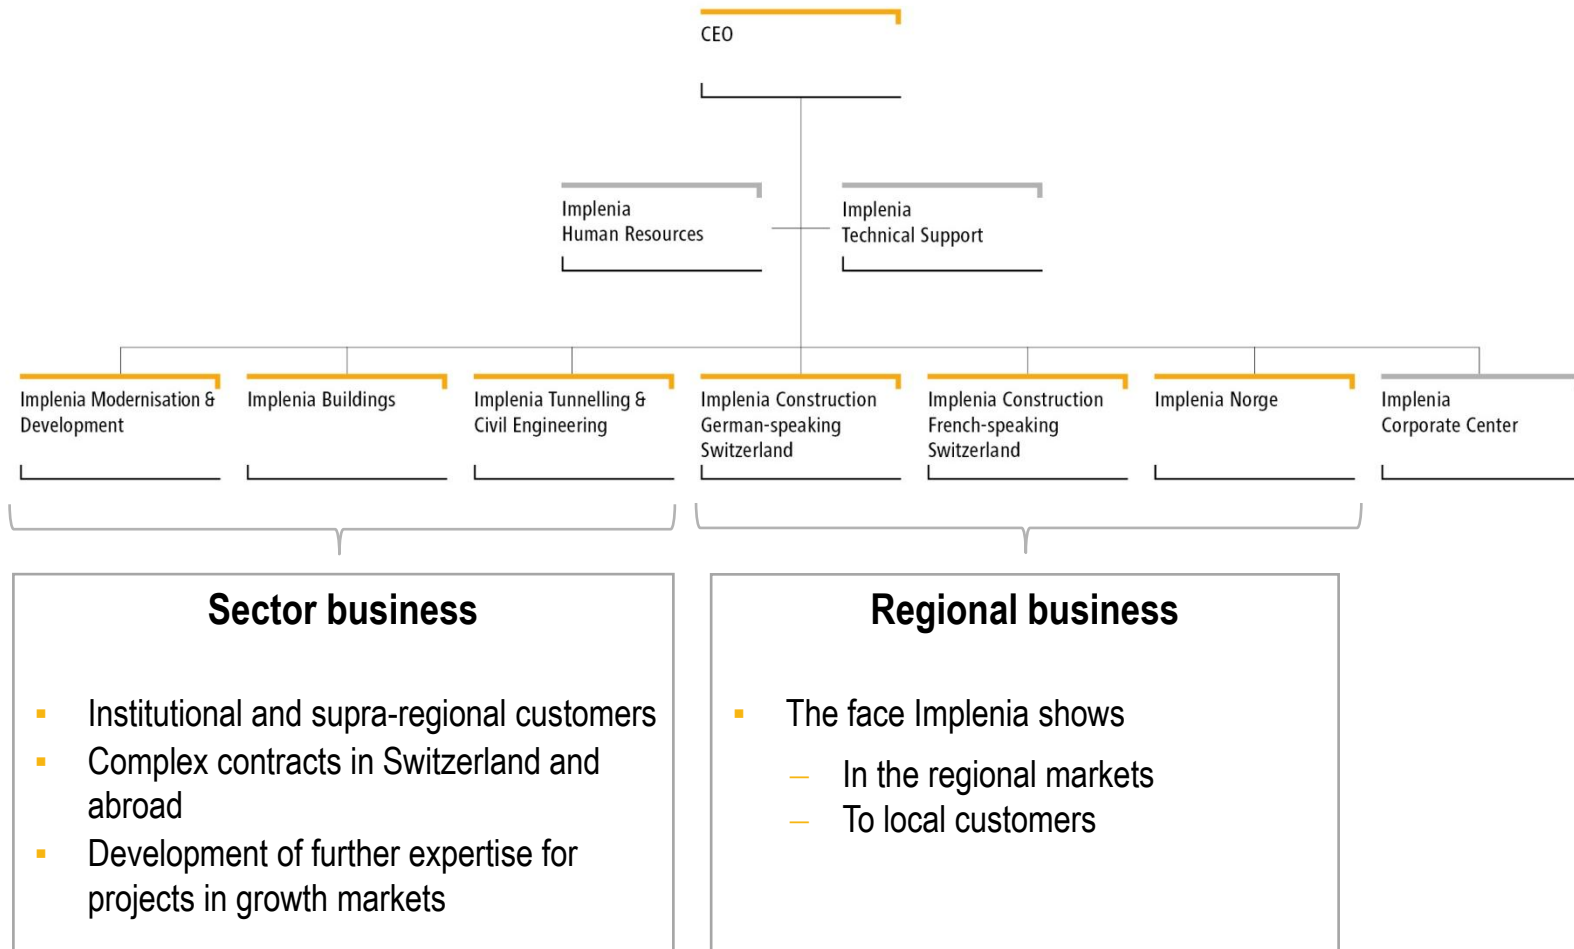 CEO
Implenia
Human Resources
Implenia
Technical Support
Implenia Modernisation &
Development
Implenia Buildings
Implenia Tunnelling &
Civil Engineering
Implenia Construction
German-speaking
Switzerland
Implenia Construction
French-speaking
Switzerland
Implenia Norge
Implenia
Corporate Center
Sector business
▪ Institutional and supra-regional customers
▪ Complex contracts in Switzerland and
abroad
▪ Development of further expertise for
projects in growth markets
Regional business
▪ The face Implenia shows
– In the regional markets
– To local customers